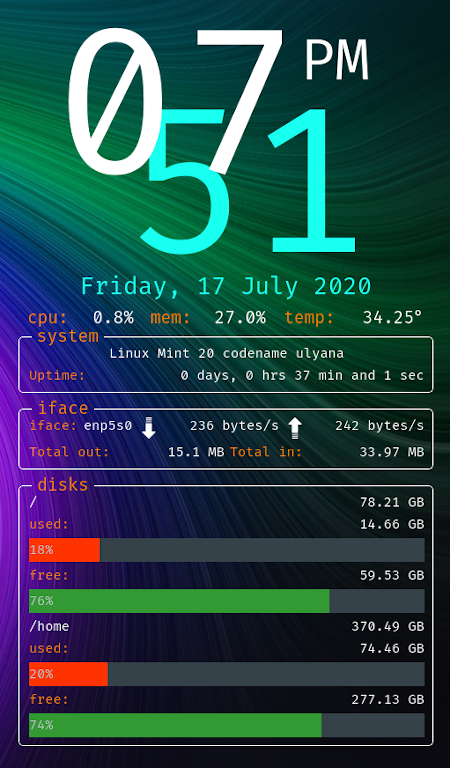 07 PM
51
Friday, 17 July 2020
cpu: 0.8% mem: 27.0% temp: 34.25°
system
Linux Mint 20 codename ulyana
Uptime: 0 days, 0 hrs 37 min and 1 sec
iface
iface: enp5s0 236 bytes/s 242 bytes/s
Total out: 15.1 MB Total in: 33.97 MB
disks
/ 78.21 GB
used: 14.66 GB
18%
free: 59.53 GB
76%
/home 370.49 GB
used: 74.46 GB
20%
free: 277.13 GB
74%